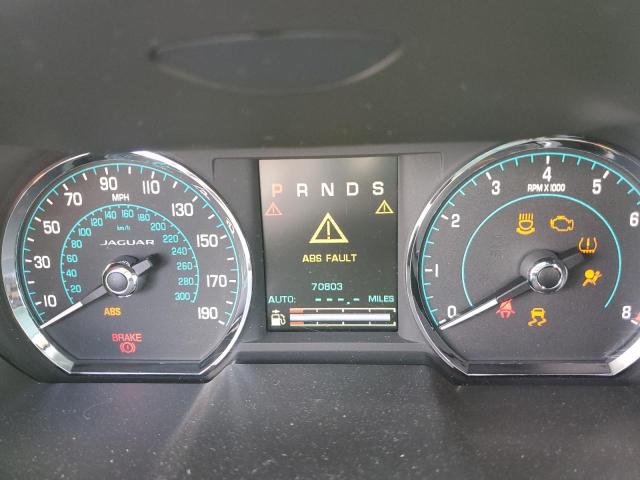 10 30 50 70 90 110 130 150 170 190
MPH
20 40 60 80 100 120 140 160 180 200 220 240 260 280 300
km/h
JAGUAR
ABS
BRAKE
P R N D S
ABS FAULT
70803
AUTO: ---.- MILES
0 1 2 3 4 5 6 8
RPM X 1000